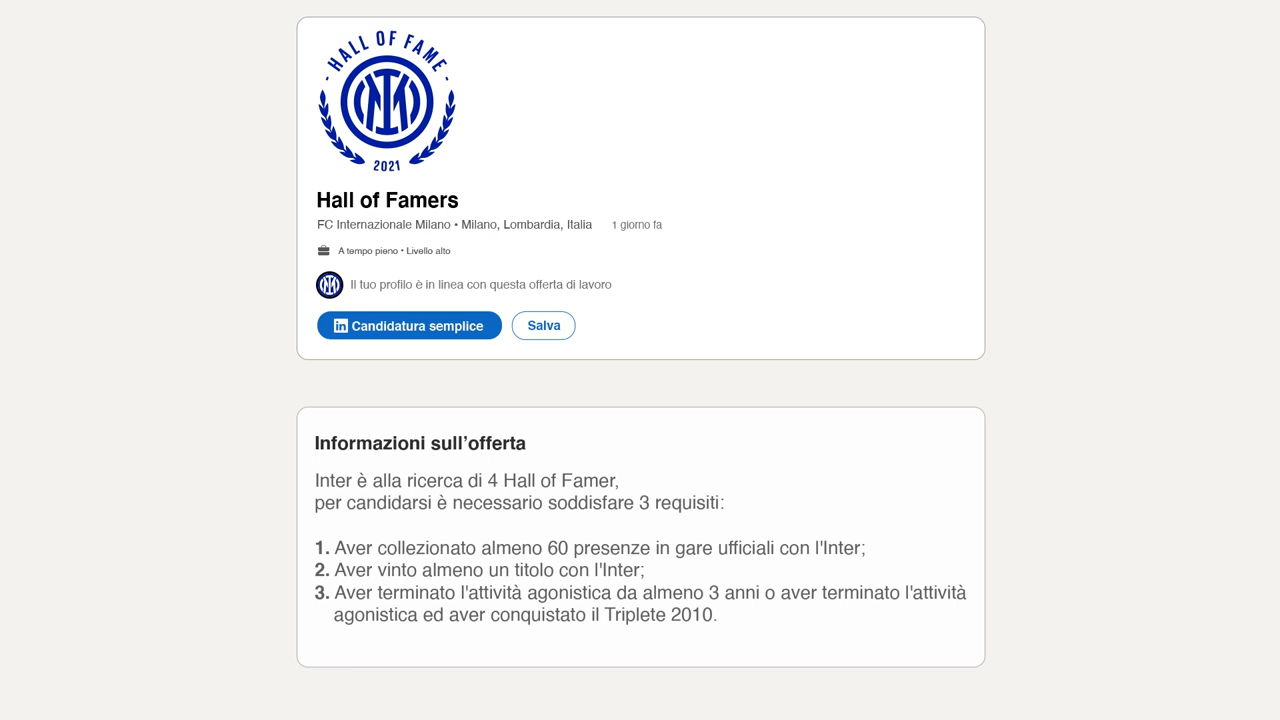 · HALL OF FAME ·
IM
2021
Hall of Famers
FC Internazionale Milano • Milano, Lombardia, Italia 1 giorno fa
A tempo pieno • Livello alto
IM Il tuo profilo è in linea con questa offerta di lavoro
in Candidatura semplice Salva
Informazioni sull’offerta
Inter è alla ricerca di 4 Hall of Famer,
per candidarsi è necessario soddisfare 3 requisiti:
1. Aver collezionato almeno 60 presenze in gare ufficiali con l'Inter;
2. Aver vinto almeno un titolo con l'Inter;
3. Aver terminato l'attività agonistica da almeno 3 anni o aver terminato l'attività
agonistica ed aver conquistato il Triplete 2010.